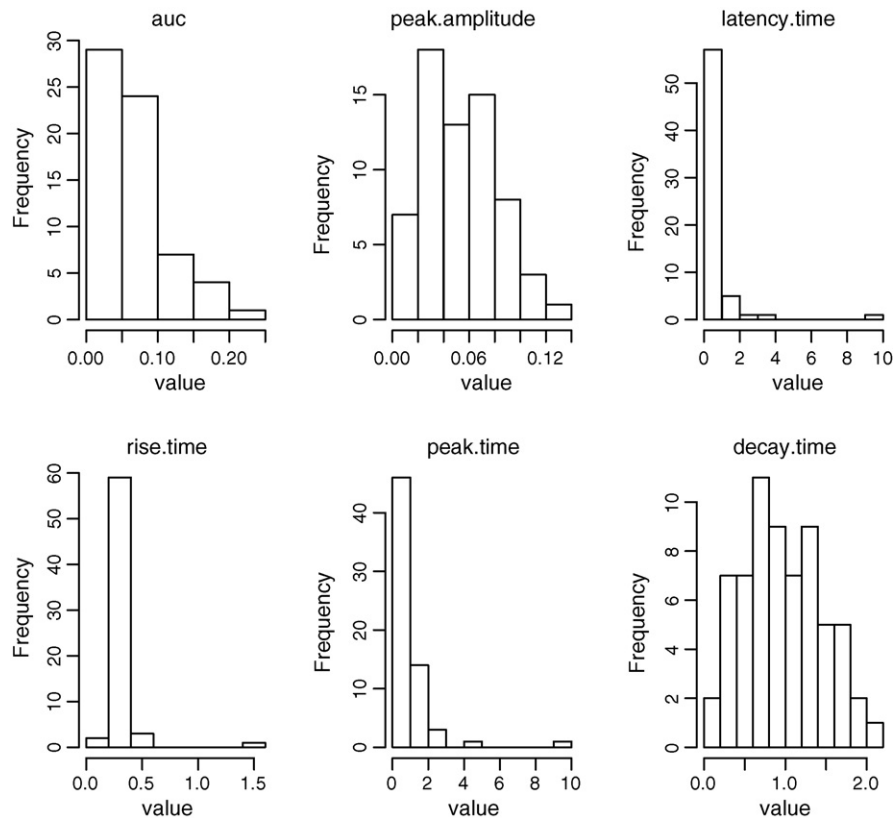 auc
Frequency
0 5 10 15 20 25 30
0.00 0.10 0.20
value
peak.amplitude
Frequency
0 5 10 15
0.00 0.06 0.12
value
latency.time
Frequency
0 10 20 30 40 50
0 2 4 6 8 10
value
rise.time
Frequency
0 10 20 30 40 50 60
0.0 0.5 1.0 1.5
value
peak.time
Frequency
0 10 20 30 40
0 2 4 6 8 10
value
decay.time
Frequency
0 2 4 6 8 10
0.0 1.0 2.0
value